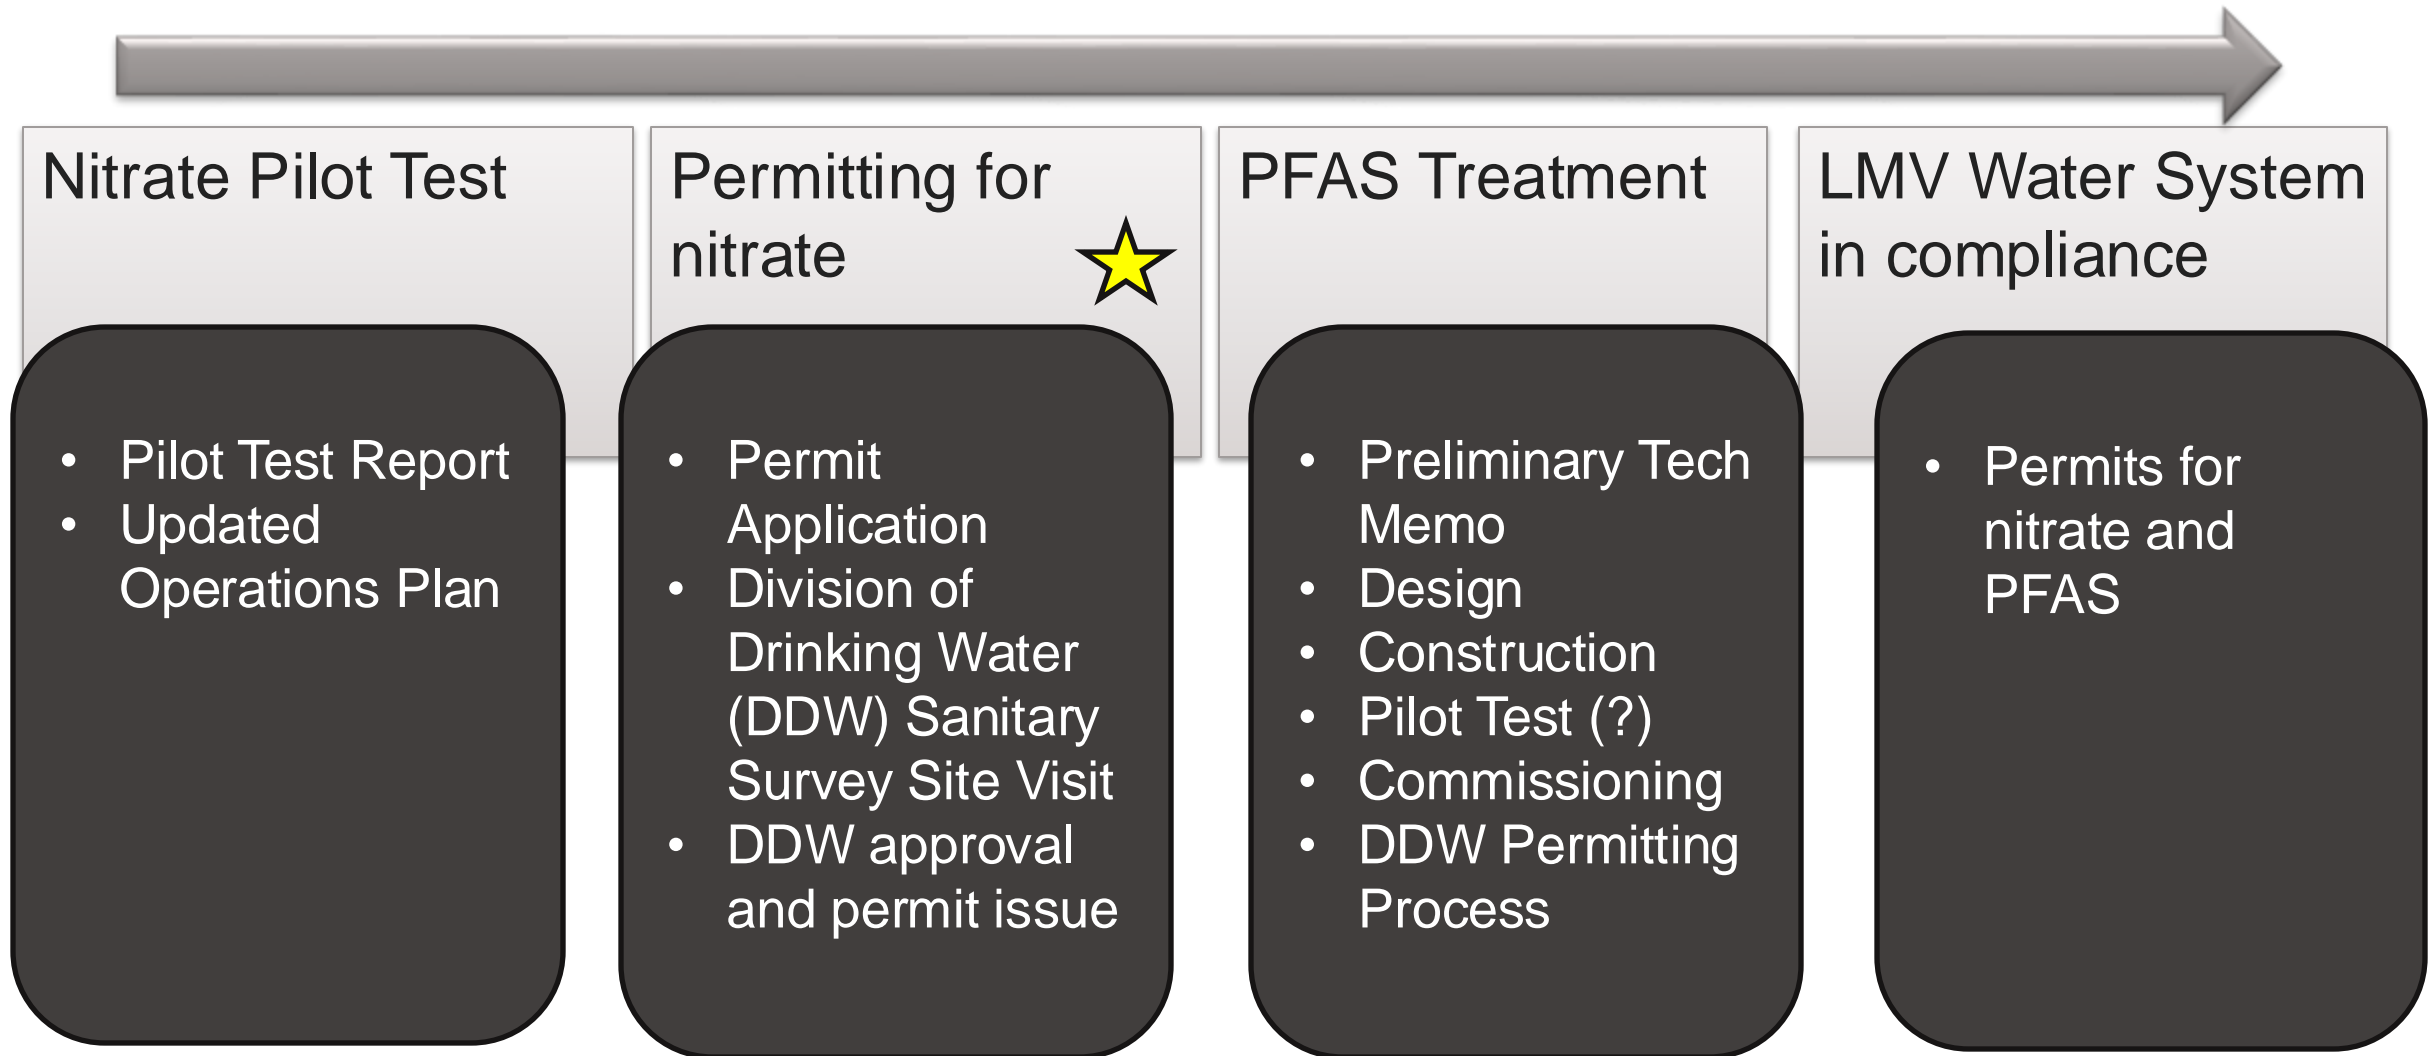 Nitrate Pilot Test
• Pilot Test Report
• Updated
Operations Plan
Permitting for
nitrate
• Permit
Application
• Division of
Drinking Water
(DDW) Sanitary
Survey Site Visit
• DDW approval
and permit issue
PFAS Treatment
• Preliminary Tech
Memo
• Design
• Construction
• Pilot Test (?)
• Commissioning
• DDW Permitting
Process
LMV Water System
in compliance
• Permits for
nitrate and
PFAS